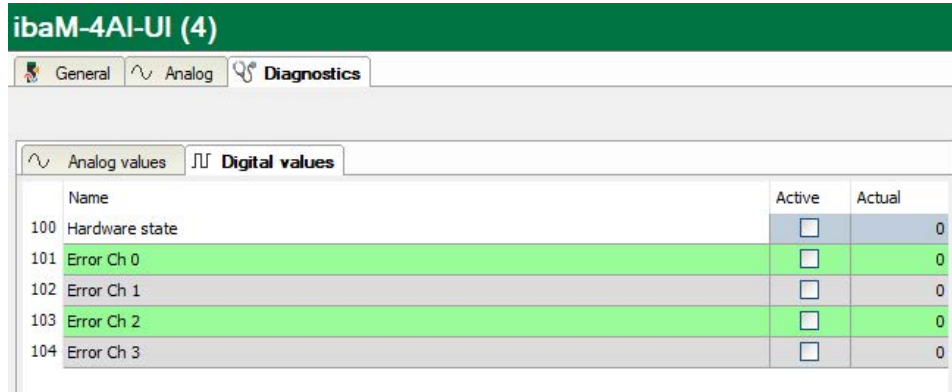 ibaM-4AI-UI (4)
General Analog Diagnostics
Analog values Digital values
Name Active Actual
100 Hardware state 0
101 Error Ch 0 0
102 Error Ch 1 0
103 Error Ch 2 0
104 Error Ch 3 0